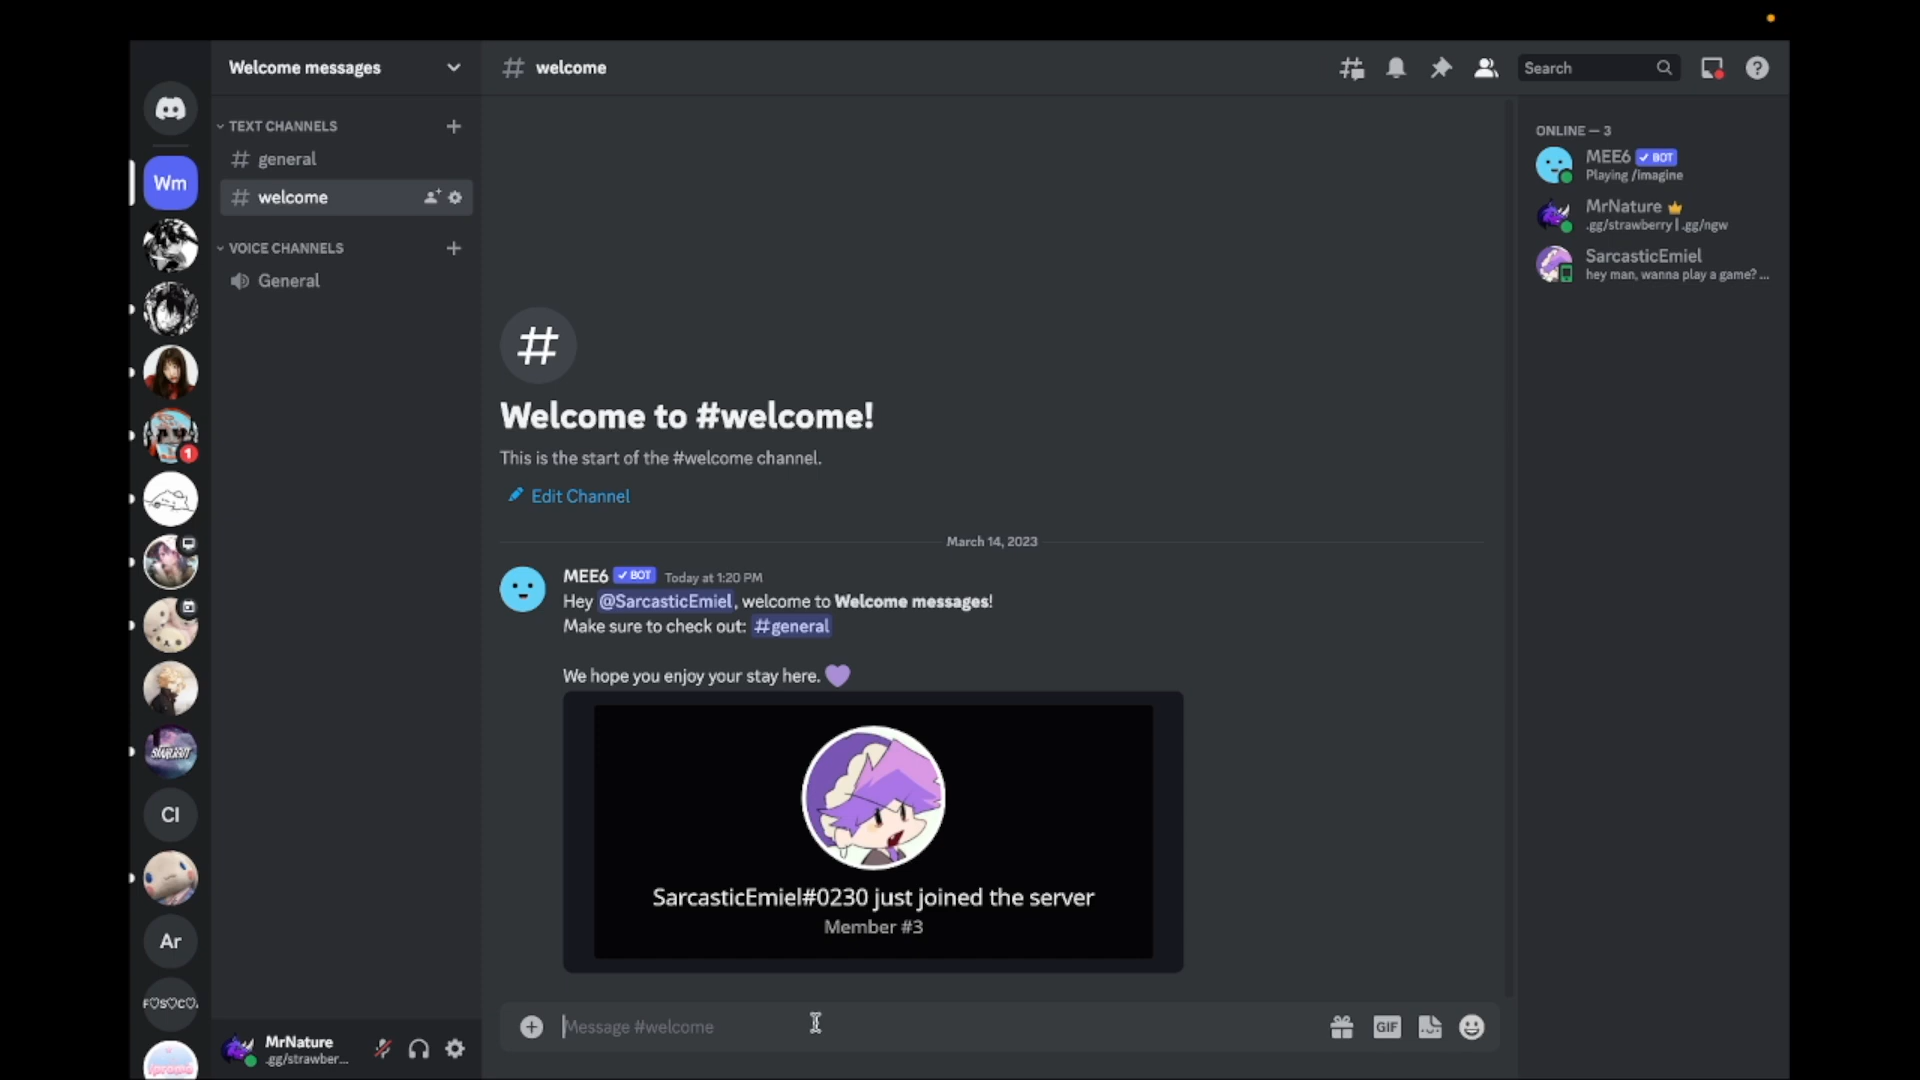 Welcome messages
welcome
Search
TEXT CHANNELS
general
welcome
VOICE CHANNELS
General
Wm
1
CI
Ar
F♡S♡C♡.
Welcome to #welcome!
This is the start of the #welcome channel.
Edit Channel
March 14, 2023
MEE6 ✓ BOT Today at 1:20 PM
Hey @SarcasticEmiel, welcome to Welcome messages!
Make sure to check out: #general
We hope you enjoy your stay here. 💜
SarcasticEmiel#0230 just joined the server
Member #3
Message #welcome
GIF
MrNature
.gg/strawber...
ONLINE — 3
MEE6 ✓ BOT
Playing /imagine
MrNature
.gg/strawberry | .gg/ngw
SarcasticEmiel
hey man, wanna play a game? ...